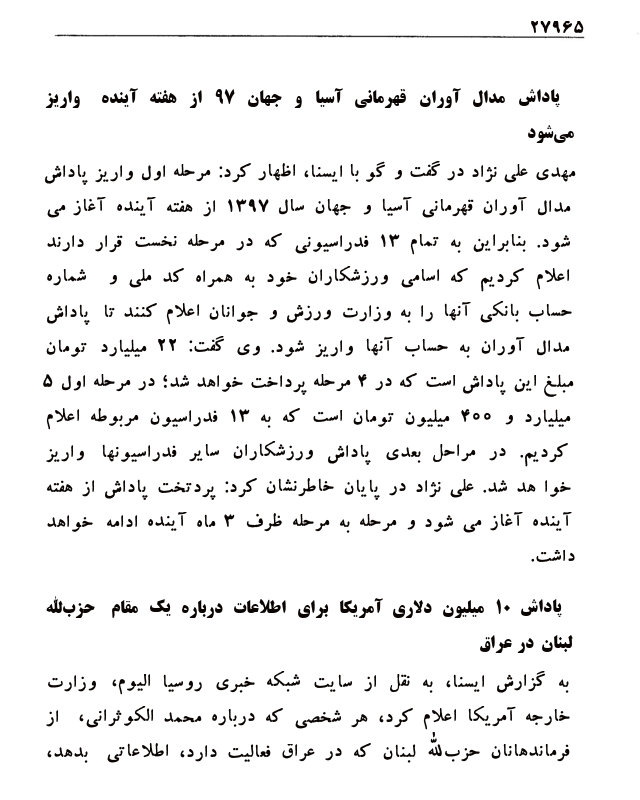 ۲۷۹۶۵
پاداش مدال آوران قهرمانی آسیا و جهان ۹۷ از هفته آینده واریز
می‌شود
مهدی علی نژاد در گفت و گو با ایسنا، اظهار کرد: مرحله اول واریز پاداش
مدال آوران قهرمانی آسیا و جهان سال ۱۳۹۷ از هفته آینده آغاز می
شود. بنابراین به تمام ۱۳ فدراسیونی که در مرحله نخست قرار دارند
اعلام کردیم که اسامی ورزشکاران خود به همراه کد ملی و شماره
حساب بانکی آنها را به وزارت ورزش و جوانان اعلام کنند تا پاداش
مدال آوران به حساب آنها واریز شود. وی گفت: ۲۲ میلیارد تومان
مبلغ این پاداش است که در ۴ مرحله پرداخت خواهد شد؛ در مرحله اول ۵
میلیارد و ۴۰۰ میلیون تومان است که به ۱۳ فدراسیون مربوطه اعلام
کردیم. در مراحل بعدی پاداش ورزشکاران سایر فدراسیونها واریز
خوا هد شد. علی نژاد در پایان خاطرنشان کرد: پردتخت پاداش از هفته
آینده آغاز می شود و مرحله به مرحله ظرف ۳ ماه آینده ادامه خواهد
داشت.
پاداش ۱۰ میلیون دلاری آمریکا برای اطلاعات درباره یک مقام حزب‌الله
لبنان در عراق
به گزارش ایسنا، به نقل از سایت شبکه خبری روسیا الیوم، وزارت
خارجه آمریکا اعلام کرد، هر شخصی که درباره محمد الکوثرانی، از
فرماندهانان حزب‌الله لبنان که در عراق فعالیت دارد، اطلاعاتی بدهد،